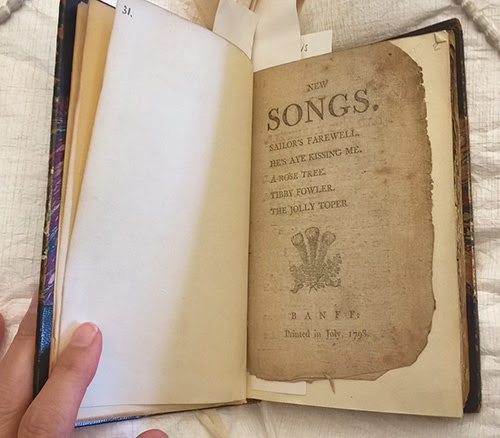 31.
NEW
SONGS.
SAILOR'S FAREWELL.
HE'S AYE KISSING ME.
A ROSE TREE.
TIBBY FOWLER.
THE JOLLY TOPER
BANFF:
Printed in July, 1798.